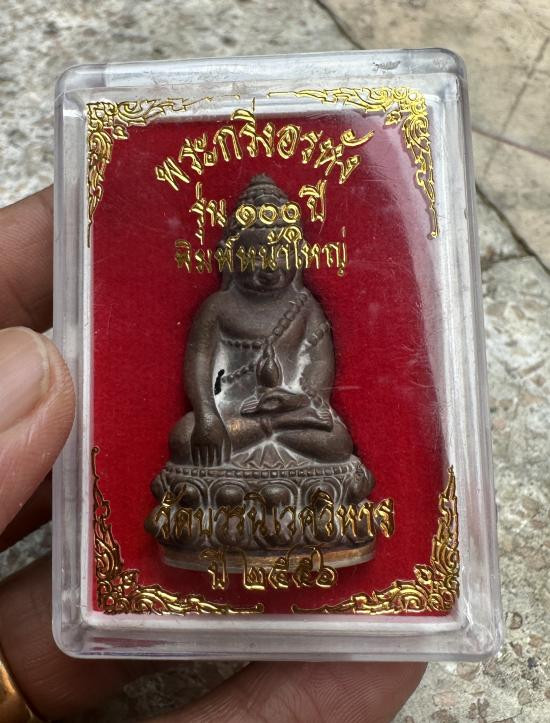 พระกริ่งอรหัง
รุ่น ๑๐๐ ปี
พิมพ์หน้าใหญ่
วัดบวรนิเวศวิหาร
ปี ๒๕๕๖